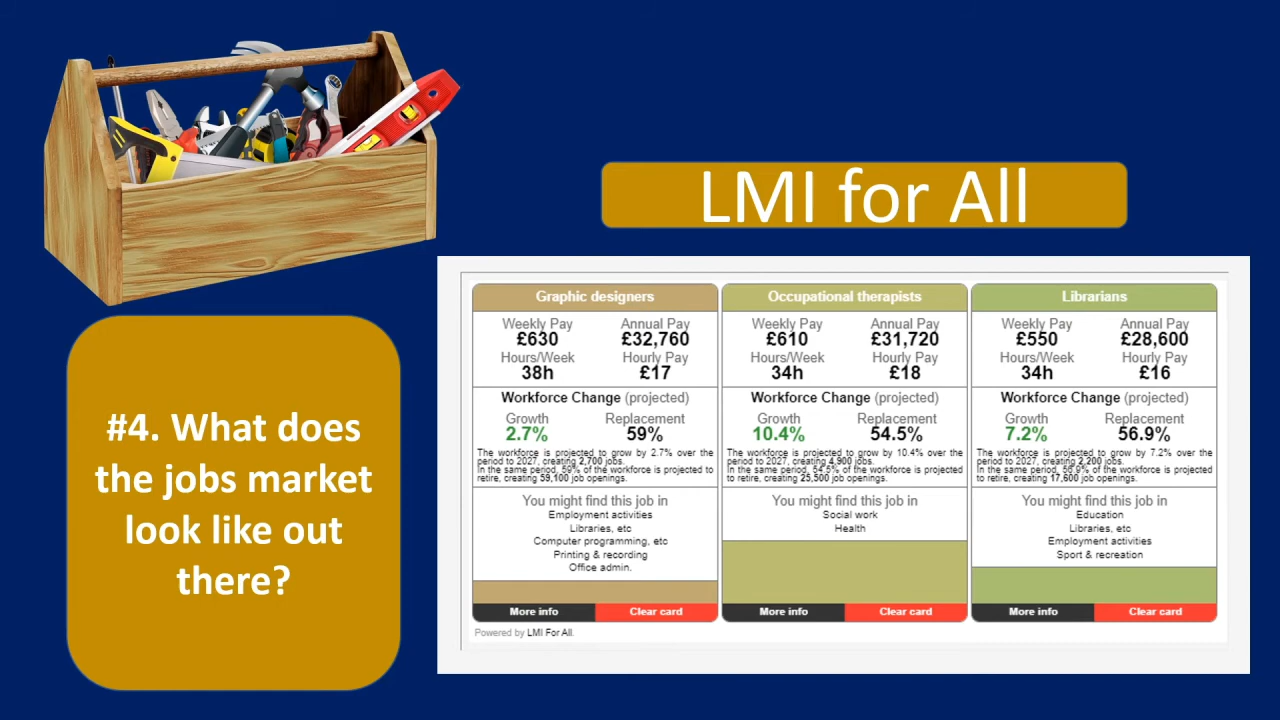 LMI for All
#4. What does
the jobs market
look like out
there?
Graphic designers
Weekly Pay Annual Pay
£630 £32,760
Hours/Week Hourly Pay
38h £17
Workforce Change (projected)
Growth Replacement
2.7% 59%
The workforce is projected to grow by 2.7% over the
period to 2027, creating 2,700 jobs.
In the same period, 59% of the workforce is projected to
retire, creating 59,100 job openings.
You might find this job in
Employment activities
Libraries, etc
Computer programming, etc
Printing & recording
Office admin.
More info Clear card
Occupational therapists
Weekly Pay Annual Pay
£610 £31,720
Hours/Week Hourly Pay
34h £18
Workforce Change (projected)
Growth Replacement
10.4% 54.5%
The workforce is projected to grow by 10.4% over the
period to 2027, creating 4,900 jobs.
In the same period, 54.5% of the workforce is projected
to retire, creating 25,500 job openings.
You might find this job in
Social work
Health
More info Clear card
Librarians
Weekly Pay Annual Pay
£550 £28,600
Hours/Week Hourly Pay
34h £16
Workforce Change (projected)
Growth Replacement
7.2% 56.9%
The workforce is projected to grow by 7.2% over the
period to 2027, creating 2,200 jobs.
In the same period, 56.9% of the workforce is projected
to retire, creating 17,600 job openings.
You might find this job in
Education
Libraries, etc
Employment activities
Sport & recreation
More info Clear card
Powered by LMI For All.